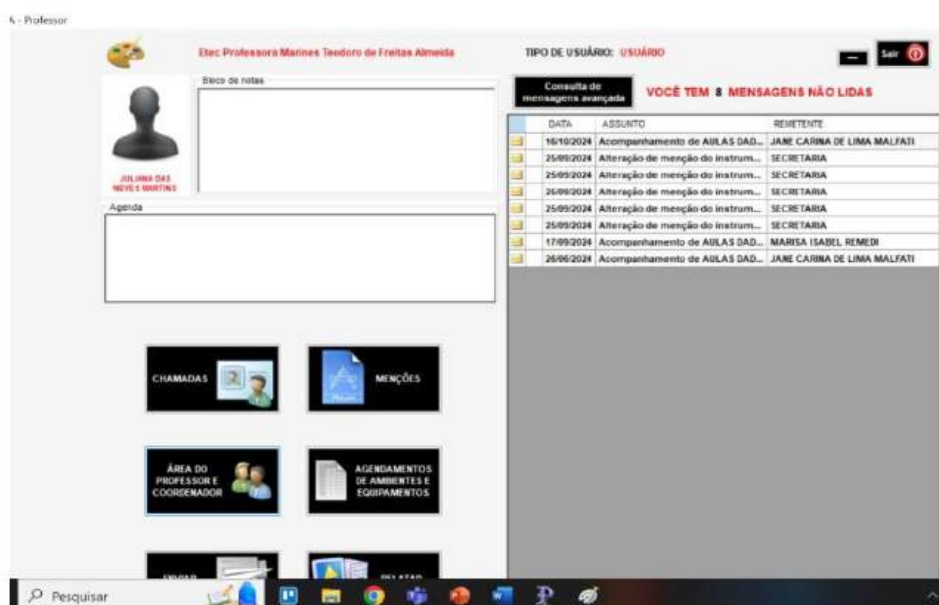 - Professor
Etec Professora Marines Teodoro de Freitas Almeida
TIPO DE USUÁRIO: USUÁRIO
Sair
Bloco de notas
Consulta de
mensagens avançada
VOCÊ TEM 8 MENSAGENS NÃO LIDAS
JULIANA DAS
NEVES MARTINS
DATA ASSUNTO REMETENTE
16/10/2024 Acompanhamento de AULAS DAD... JANE CARINA DE LIMA MALFATI
25/09/2024 Alteração de menção do instrum... SECRETARIA
25/09/2024 Alteração de menção do instrum... SECRETARIA
25/09/2024 Alteração de menção do instrum... SECRETARIA
25/09/2024 Alteração de menção do instrum... SECRETARIA
25/09/2024 Alteração de menção do instrum... SECRETARIA
17/09/2024 Acompanhamento de AULAS DAD... MARISA ISABEL REMEDI
26/06/2024 Acompanhamento de AULAS DAD... JANE CARINA DE LIMA MALFATI
Agenda
CHAMADAS
MENÇÕES
ÁREA DO
PROFESSOR E
COORDENADOR
AGENDAMENTOS
DE AMBIENTES E
EQUIPAMENTOS
ENVIAR
RELATAR
Pesquisar